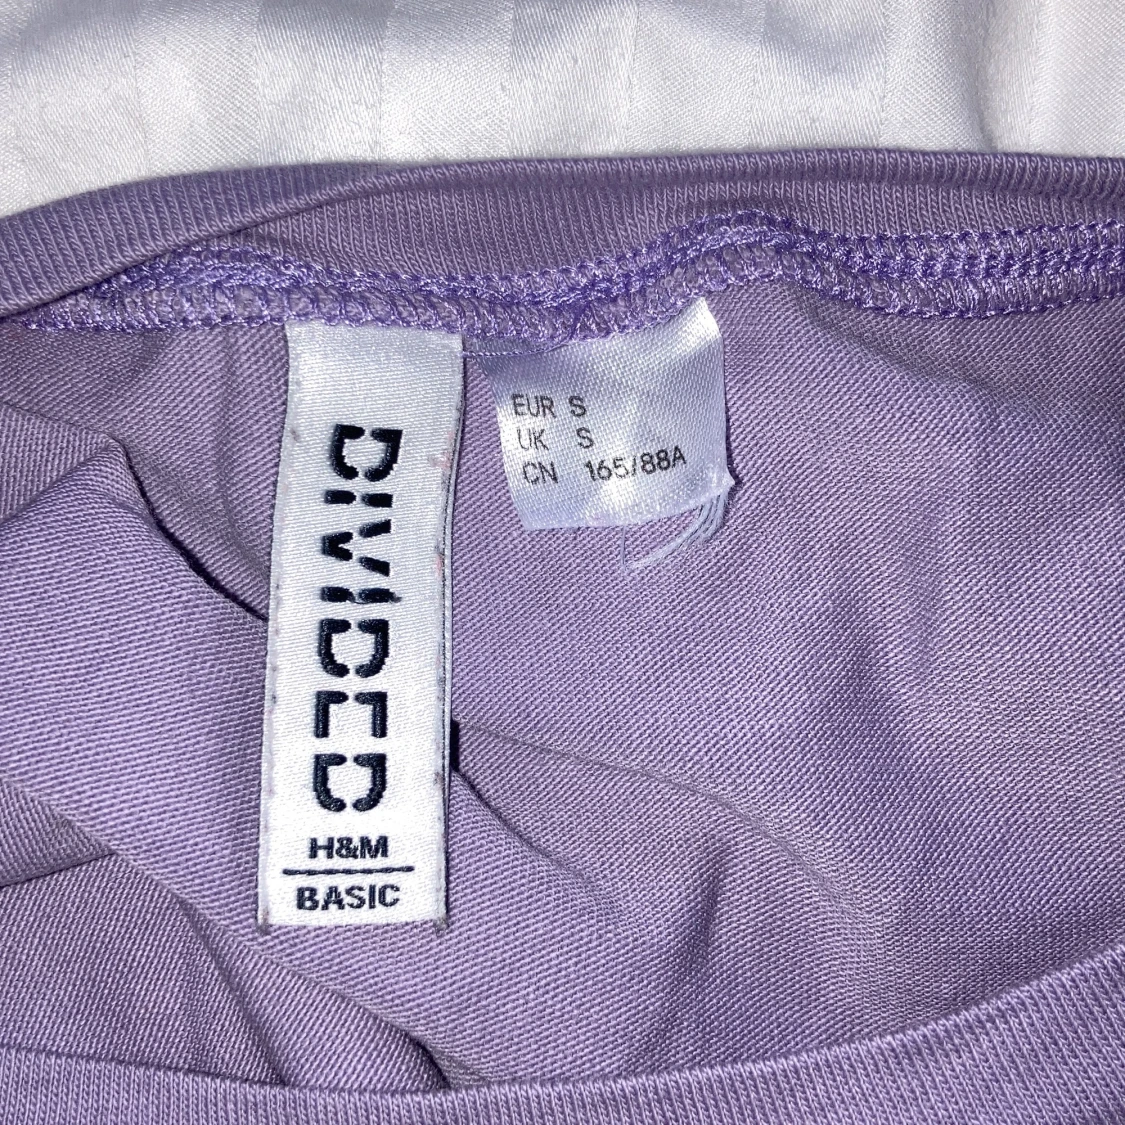 DIVIDED
H&M
BASIC
EUR S
UK S
CN 165/88A